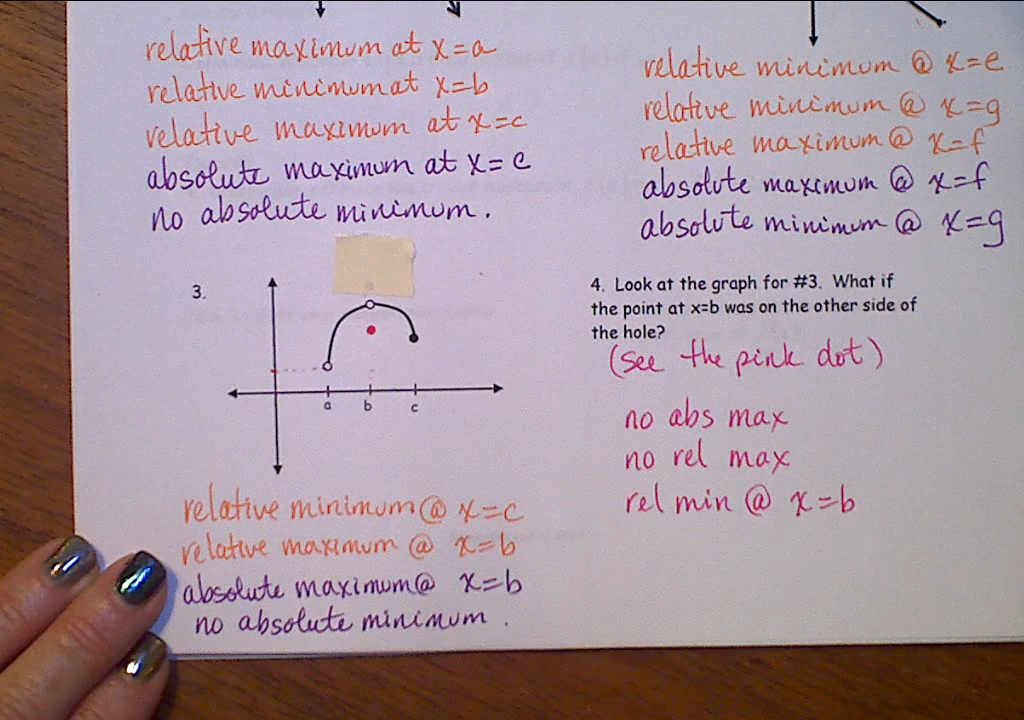 relative maximum at x=a
relative minimum at x=b
relative maximum at x=c
absolute maximum at x=c
no absolute minimum.
relative minimum @ x=e
relative minimum @ x=g
relative maximum @ x=f
absolute maximum @ x=f
absolute minimum @ x=g
3.
a b c
relative minimum @ x=c
relative maximum @ x=b
absolute maximum @ x=b
no absolute minimum.
4. Look at the graph for #3. What if
the point at x=b was on the other side of
the hole?
(see the pink dot)
no abs max
no rel max
rel min @ x=b